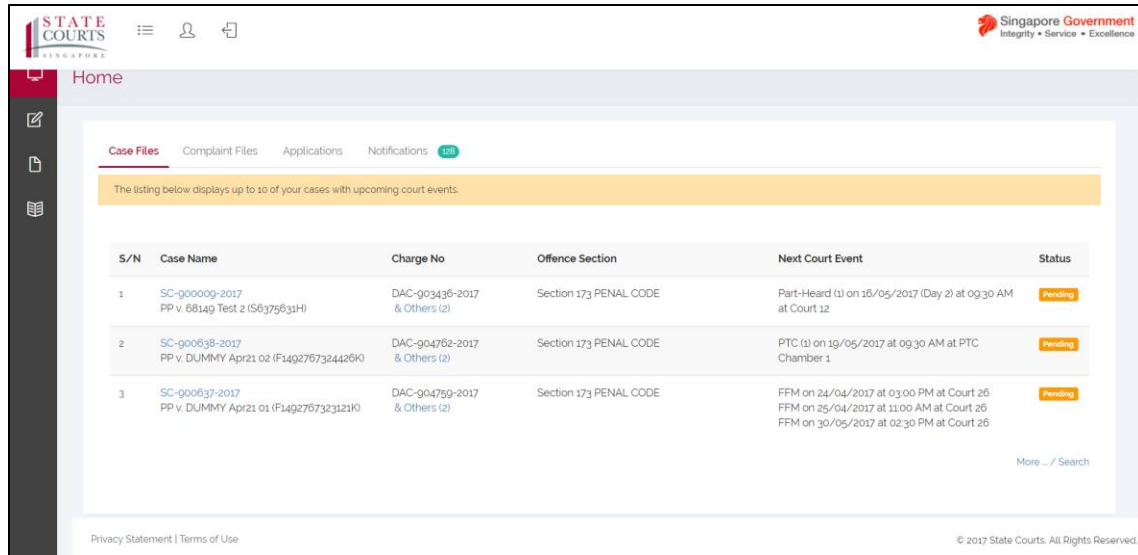 STATE
COURTS
SINGAPORE
Singapore Government
Integrity • Service • Excellence
Home
Case Files Complaint Files Applications Notifications 128
The listing below displays up to 10 of your cases with upcoming court events.
S/N Case Name Charge No Offence Section Next Court Event Status
1 SC-900009-2017 DAC-903436-2017 Section 173 PENAL CODE Part-Heard (1) on 16/05/2017 (Day 2) at 09:30 AM Pending
PP v. 68149 Test 2 (S6375631H) & Others (2) at Court 12
2 SC-900638-2017 DAC-904762-2017 Section 173 PENAL CODE PTC (1) on 19/05/2017 at 09:30 AM at PTC Pending
PP v. DUMMY Apr21 02 (F1492767324426K) & Others (2) Chamber 1
3 SC-900637-2017 DAC-904759-2017 Section 173 PENAL CODE FFM on 24/04/2017 at 03:00 PM at Court 26 Pending
PP v. DUMMY Apr21 01 (F1492767323121K) & Others (2) FFM on 25/04/2017 at 11:00 AM at Court 26
FFM on 30/05/2017 at 02:30 PM at Court 26
More ... / Search
Privacy Statement | Terms of Use © 2017 State Courts. All Rights Reserved.